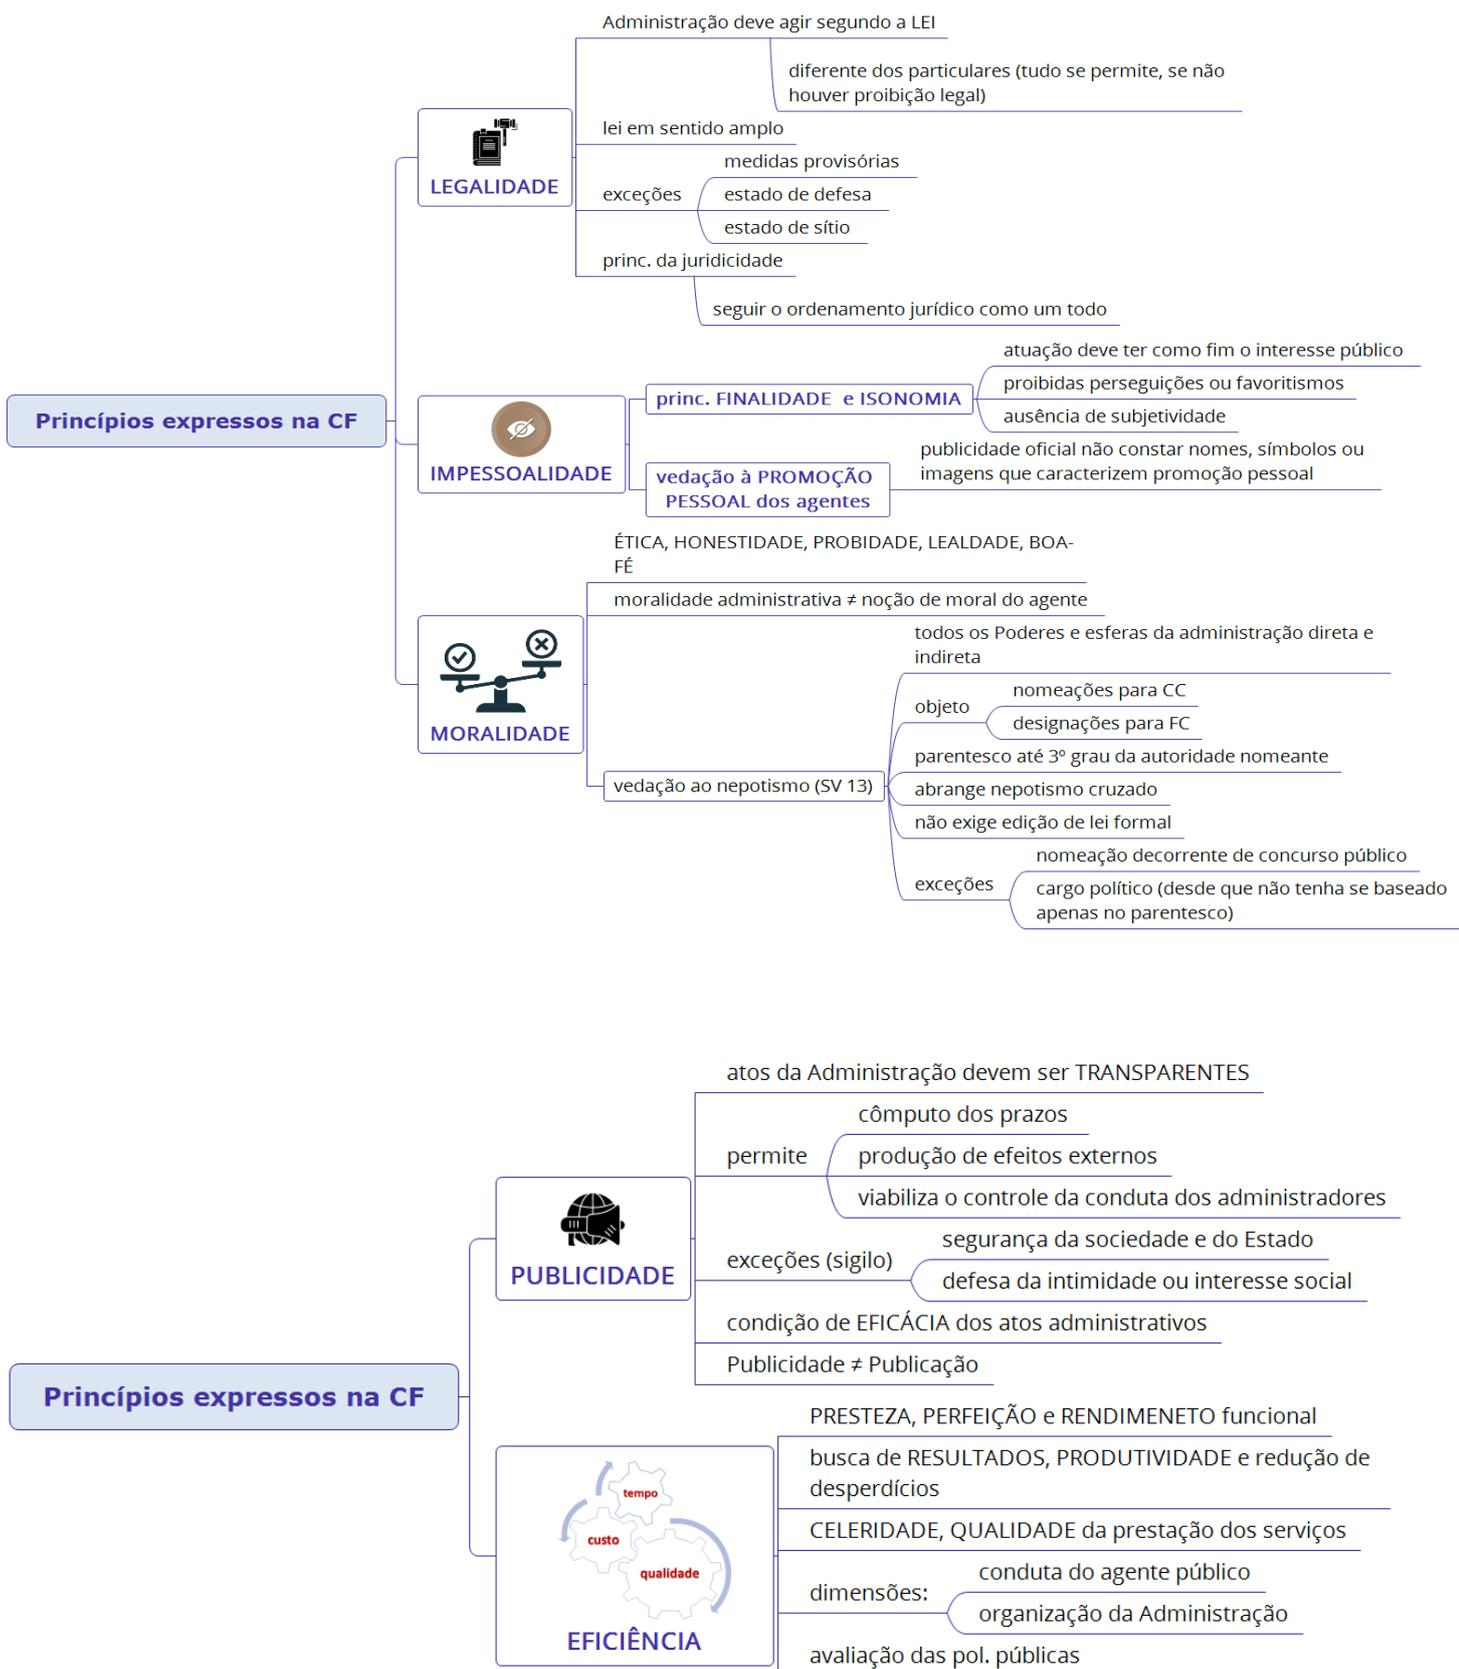 Princípios expressos na CF
LEGALIDADE
Administração deve agir segundo a LEI
diferente dos particulares (tudo se permite, se não
houver proibição legal)
lei em sentido amplo
exceções
medidas provisórias
estado de defesa
estado de sítio
princ. da juridicidade
seguir o ordenamento jurídico como um todo
IMPESSOALIDADE
princ. FINALIDADE e ISONOMIA
atuação deve ter como fim o interesse público
proibidas perseguições ou favoritismos
ausência de subjetividade
vedação à PROMOÇÃO
PESSOAL dos agentes
publicidade oficial não constar nomes, símbolos ou
imagens que caracterizem promoção pessoal
MORALIDADE
ÉTICA, HONESTIDADE, PROBIDADE, LEALDADE, BOA-
FÉ
moralidade administrativa ≠ noção de moral do agente
vedação ao nepotismo (SV 13)
todos os Poderes e esferas da administração direta e
indireta
objeto
nomeações para CC
designações para FC
parentesco até 3º grau da autoridade nomeante
abrange nepotismo cruzado
não exige edição de lei formal
exceções
nomeação decorrente de concurso público
cargo político (desde que não tenha se baseado
apenas no parentesco)
Princípios expressos na CF
PUBLICIDADE
atos da Administração devem ser TRANSPARENTES
permite
cômputo dos prazos
produção de efeitos externos
viabiliza o controle da conduta dos administradores
exceções (sigilo)
segurança da sociedade e do Estado
defesa da intimidade ou interesse social
condição de EFICÁCIA dos atos administrativos
Publicidade ≠ Publicação
tempo
custo
qualidade
EFICIÊNCIA
PRESTEZA, PERFEIÇÃO e RENDIMENETO funcional
busca de RESULTADOS, PRODUTIVIDADE e redução de
desperdícios
CELERIDADE, QUALIDADE da prestação dos serviços
dimensões:
conduta do agente público
organização da Administração
avaliação das pol. públicas